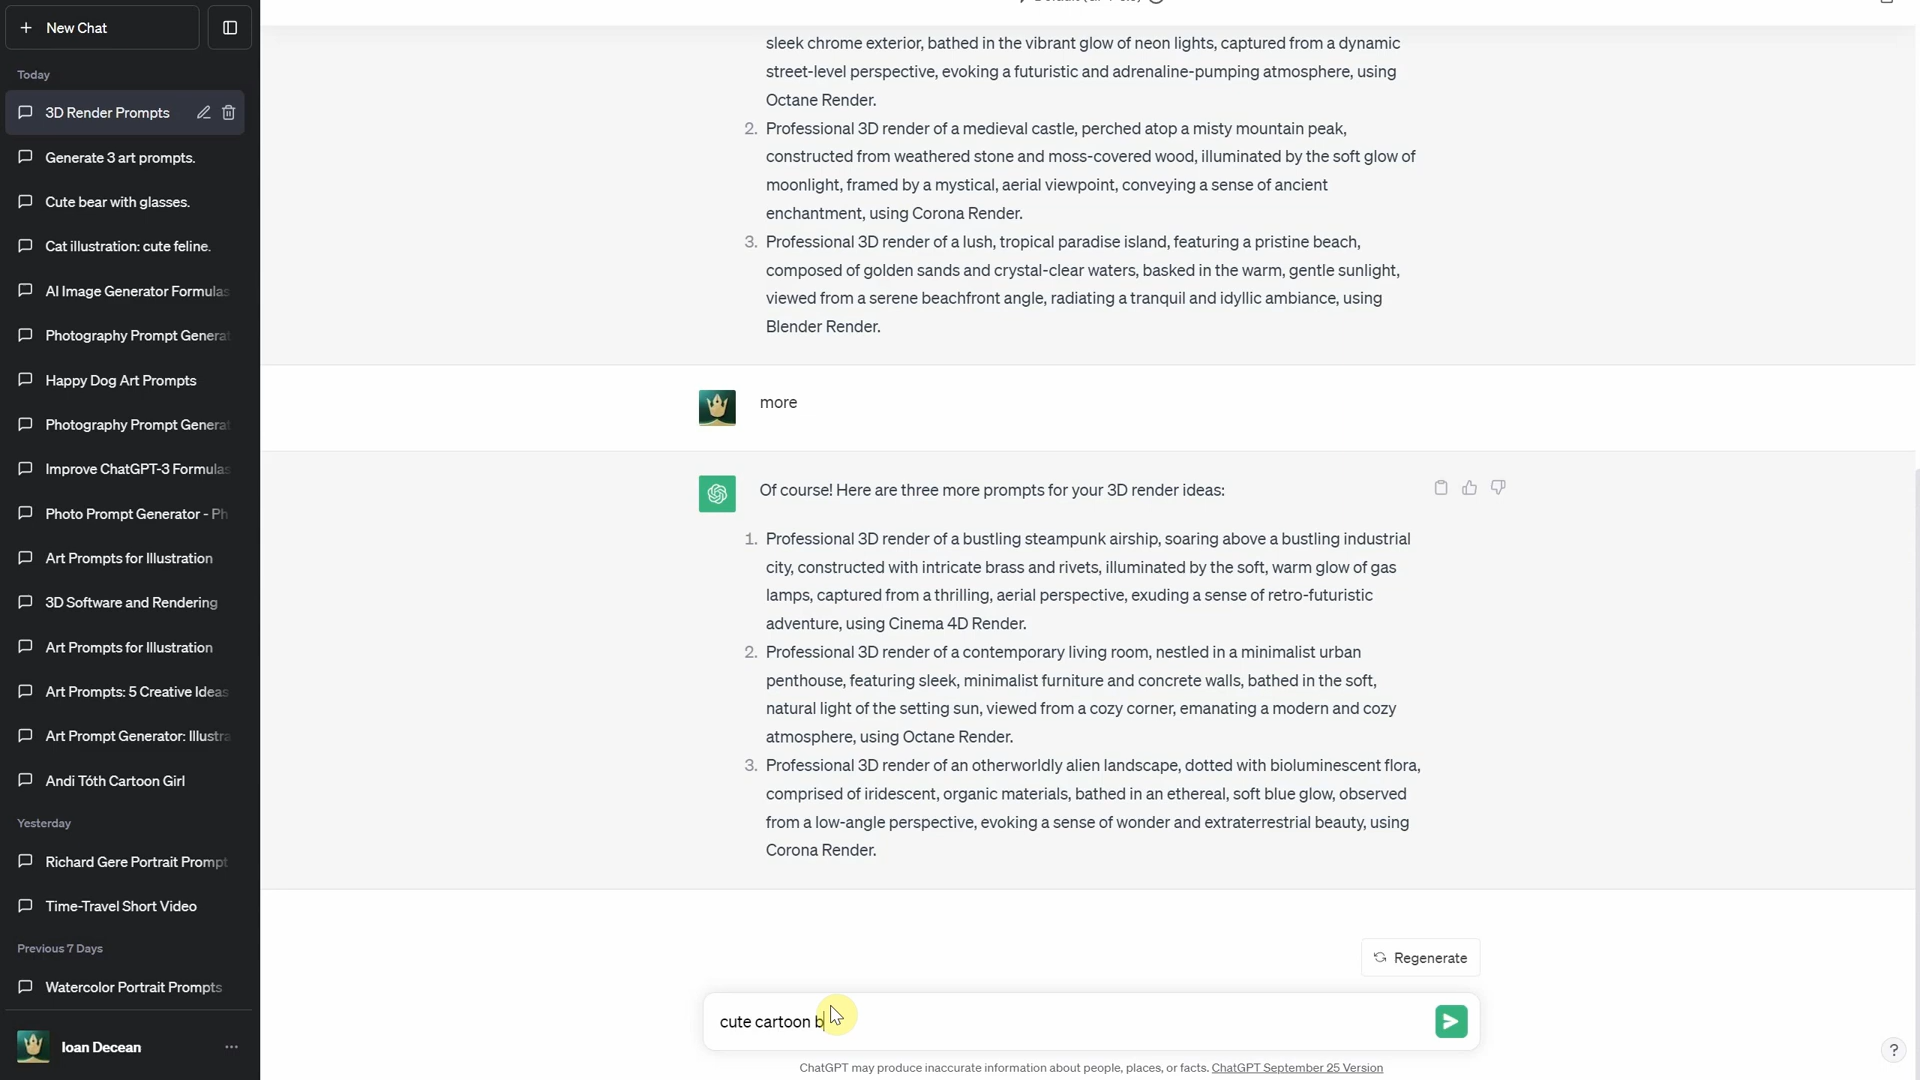 New Chat
Today
3D Render Prompts
Generate 3 art prompts.
Cute bear with glasses.
Cat illustration: cute feline.
AI Image Generator Formulas
Photography Prompt Generat
Happy Dog Art Prompts
Photography Prompt Generat
Improve ChatGPT-3 Formulas
Photo Prompt Generator - Ph
Art Prompts for Illustration
3D Software and Rendering
Art Prompts for Illustration
Art Prompts: 5 Creative Ideas
Art Prompt Generator: Illustra
Andi Tóth Cartoon Girl
Yesterday
Richard Gere Portrait Prompt
Time-Travel Short Video
Previous 7 Days
Watercolor Portrait Prompts
Ioan Decean
sleek chrome exterior, bathed in the vibrant glow of neon lights, captured from a dynamic
street-level perspective, evoking a futuristic and adrenaline-pumping atmosphere, using
Octane Render.
2. Professional 3D render of a medieval castle, perched atop a misty mountain peak,
constructed from weathered stone and moss-covered wood, illuminated by the soft glow of
moonlight, framed by a mystical, aerial viewpoint, conveying a sense of ancient
enchantment, using Corona Render.
3. Professional 3D render of a lush, tropical paradise island, featuring a pristine beach,
composed of golden sands and crystal-clear waters, basked in the warm, gentle sunlight,
viewed from a serene beachfront angle, radiating a tranquil and idyllic ambiance, using
Blender Render.
more
Of course! Here are three more prompts for your 3D render ideas:
1. Professional 3D render of a bustling steampunk airship, soaring above a bustling industrial
city, constructed with intricate brass and rivets, illuminated by the soft, warm glow of gas
lamps, captured from a thrilling, aerial perspective, exuding a sense of retro-futuristic
adventure, using Cinema 4D Render.
2. Professional 3D render of a contemporary living room, nestled in a minimalist urban
penthouse, featuring sleek, minimalist furniture and concrete walls, bathed in the soft,
natural light of the setting sun, viewed from a cozy corner, emanating a modern and cozy
atmosphere, using Octane Render.
3. Professional 3D render of an otherworldly alien landscape, dotted with bioluminescent flora,
comprised of iridescent, organic materials, bathed in an ethereal, soft blue glow, observed
from a low-angle perspective, evoking a sense of wonder and extraterrestrial beauty, using
Corona Render.
Regenerate
cute cartoon b
ChatGPT may produce inaccurate information about people, places, or facts. ChatGPT September 25 Version
?